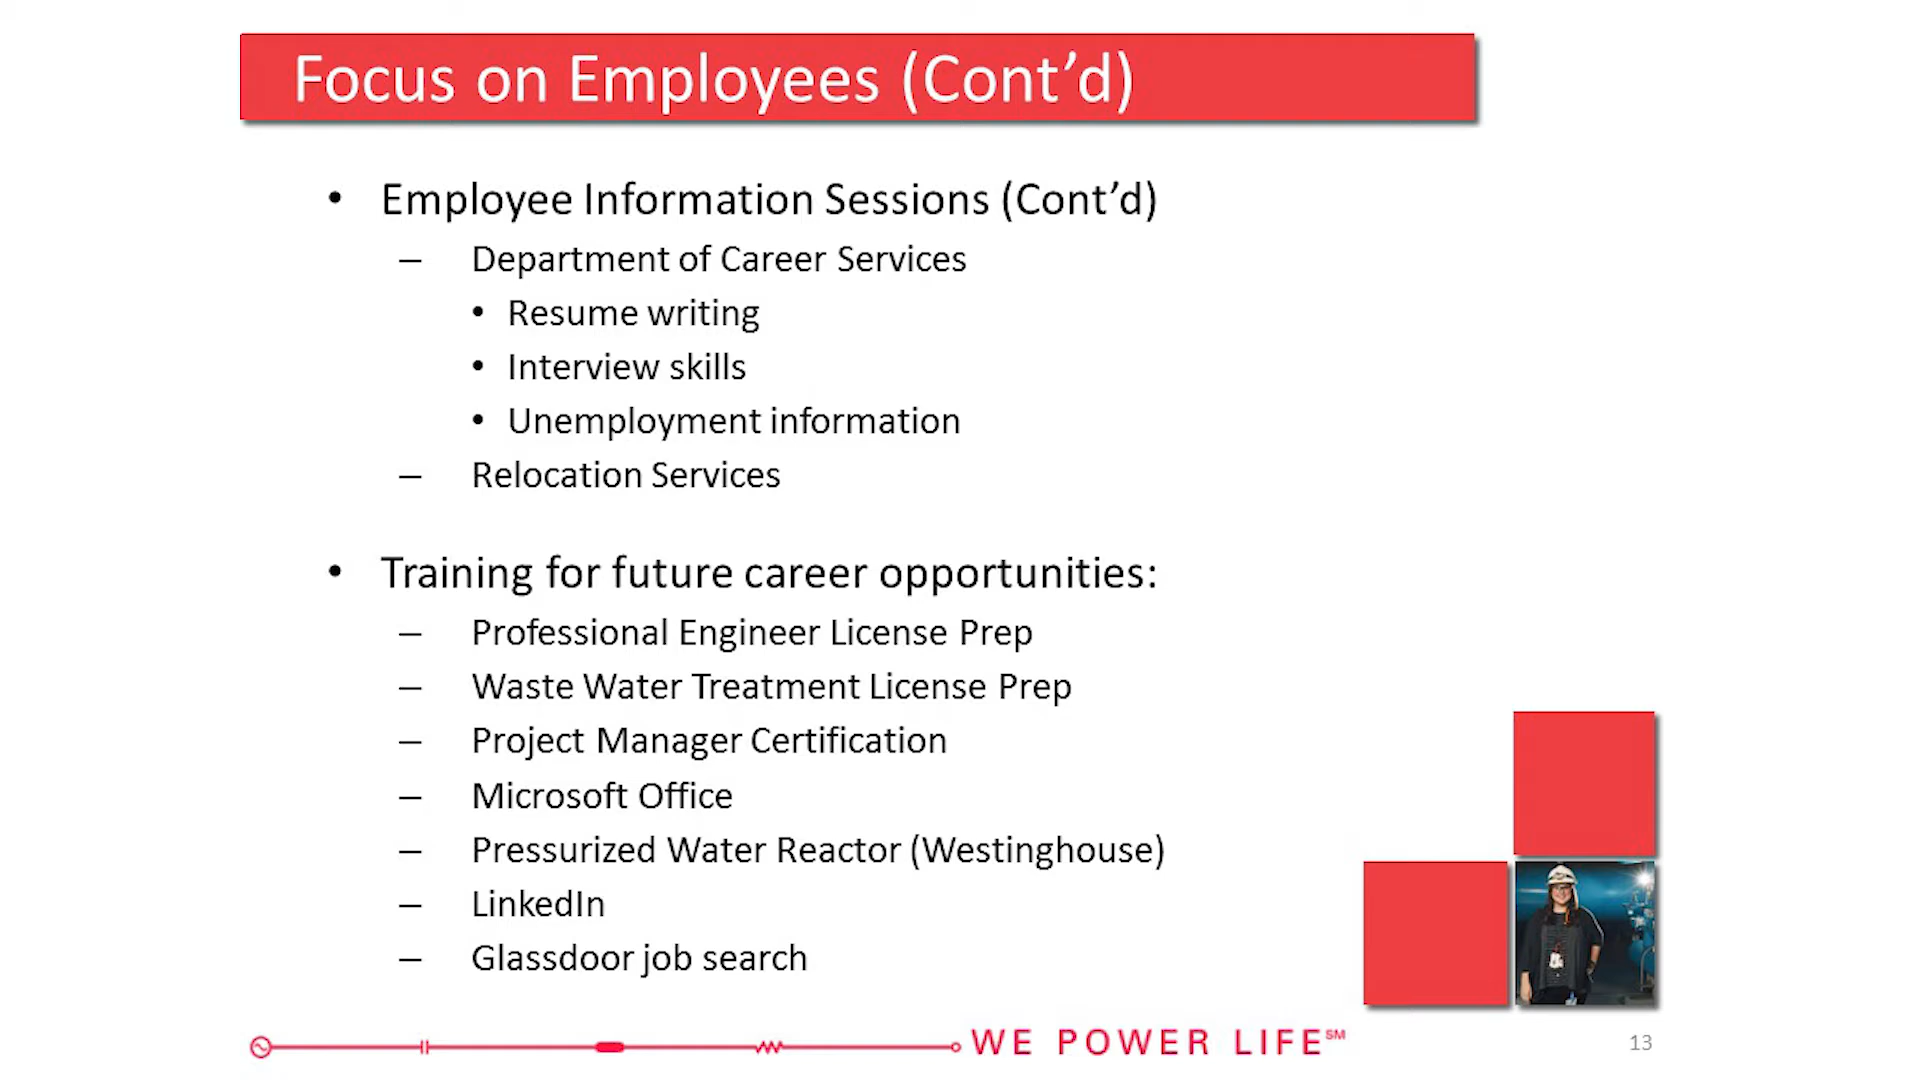 Focus on Employees (Cont’d)
• Employee Information Sessions (Cont’d)
– Department of Career Services
• Resume writing
• Interview skills
• Unemployment information
– Relocation Services
• Training for future career opportunities:
– Professional Engineer License Prep
– Waste Water Treatment License Prep
– Project Manager Certification
– Microsoft Office
– Pressurized Water Reactor (Westinghouse)
– LinkedIn
– Glassdoor job search
WE POWER LIFE℠
13